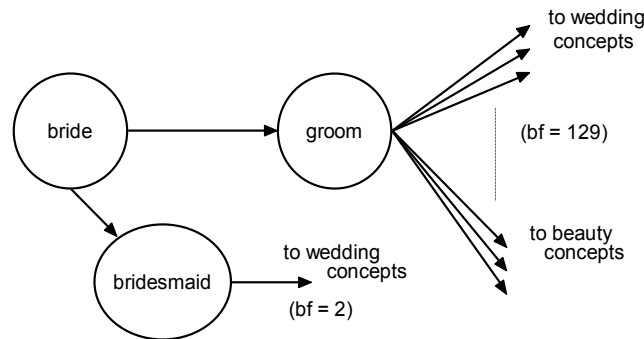 to wedding
concepts
bride
groom
(bf = 129)
to beauty
concepts
to wedding
concepts
bridesmaid
(bf = 2)